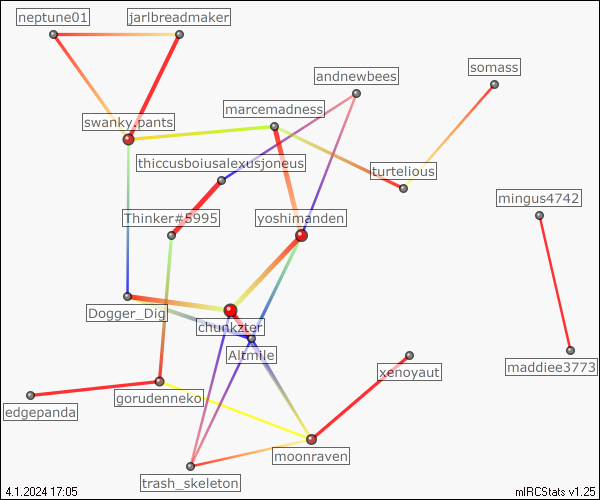 neptune01
jarlbreadmaker
somass
andnewbees
marcemadness
swanky.pants
thiccusboiusalexusjoneus
turtelious
mingus4742
Thinker#5995
yoshinanden
Dogger_Dig
chunkzter
Altmile
maddiee3773
xenoyaut
gorudenneko
edgepanda
moonraven
trash_skeleton
4.1.2024 17:05
mIRCStats v1.25